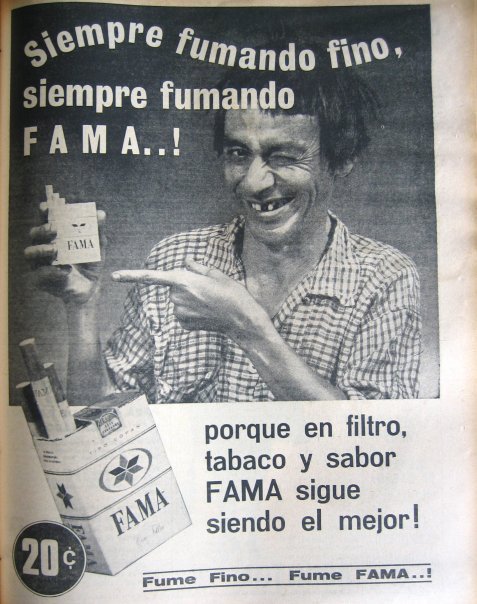 Siempre fumando fino,
siempre fumando
FAMA..!
FAMA
porque en filtro,
tabaco y sabor
FAMA sigue
siendo el mejor!
FAMA
FAMA
20¢
Fume Fino... Fume FAMA..!